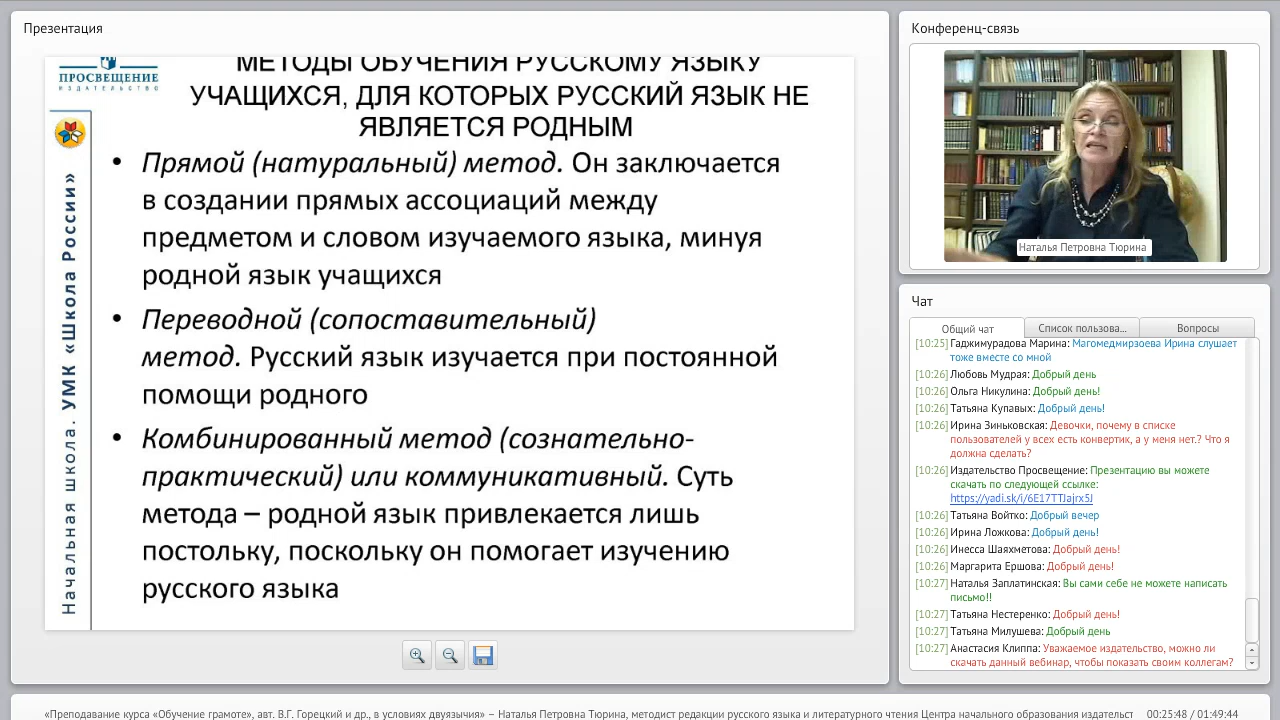 Презентация
ПРОСВЕЩЕНИЕ
ИЗДАТЕЛЬСТВО
МЕТОДЫ ОБУЧЕНИЯ РУССКОМУ ЯЗЫКУ
УЧАЩИХСЯ, ДЛЯ КОТОРЫХ РУССКИЙ ЯЗЫК НЕ
ЯВЛЯЕТСЯ РОДНЫМ
Начальная школа. УМК «Школа России»
• Прямой (натуральный) метод. Он заключается
в создании прямых ассоциаций между
предметом и словом изучаемого языка, минуя
родной язык учащихся
• Переводной (сопоставительный)
метод. Русский язык изучается при постоянной
помощи родного
• Комбинированный метод (сознательно-
практический) или коммуникативный. Суть
метода – родной язык привлекается лишь
постольку, поскольку он помогает изучению
русского языка
Конференц-связь
Наталья Петровна Тюрина
Чат
Общий чат
Список пользова...
Вопросы
[10:25] Гаджимурадова Марина: Магомедмирзоева Ирина слушает
тоже вместе со мной
[10:26] Любовь Мудрая: Добрый день
[10:26] Ольга Никулина: Добрый день!
[10:26] Татьяна Купавых: Добрый день!
[10:26] Ирина Зиньковская: Девочки, почему в списке
пользователей у всех есть конвертик, а у меня нет.? Что я
должна сделать?
[10:26] Издательство Просвещение: Презентацию вы можете
скачать по следующей ссылке:
https://yadi.sk/i/6E17TTJajrx5J
[10:26] Татьяна Войтко: Добрый вечер
[10:26] Ирина Ложкова: Добрый день!
[10:26] Инесса Шаяхметова: Добрый день!
[10:26] Маргарита Ершова: Добрый день!
[10:27] Наталья Заплатинская: Вы сами себе не можете написать
письмо!!
[10:27] Татьяна Нестеренко: Добрый день!
[10:27] Татьяна Милушева: Добрый день
[10:27] Анастасия Клиппа: Уважаемое издательство, можно ли
скачать данный вебинар, чтобы показать своим коллегам?
«Преподавание курса «Обучение грамоте», авт. В.Г. Горецкий и др., в условиях двуязычия» – Наталья Петровна Тюрина, методист редакции русского языка и литературного чтения Центра начального образования издательст 00:25:48 / 01:49:44